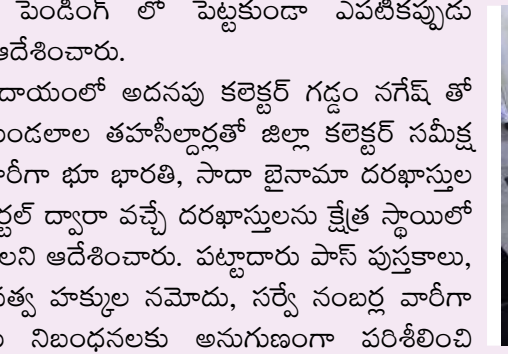 పెండింగ్ లో పెట్టకుండా ఎపటికప్పుడు
ఆదేశించారు.
దాయంలో అదనపు కలెక్టర్ గడ్డం నగేష్ తో
ండలాల తహసీల్దార్లతో జిల్లా కలెక్టర్ సమీక్ష
రీగా భూ భారతి, సాదా బైనామా దరఖాస్తుల
ర్టల్ ద్వారా వచ్చే దరఖాస్తులను క్షేత్ర స్థాయిలో
లని ఆదేశించారు. పట్టాదారు పాస్ పుస్తకాలు,
సత్వ హక్కుల నమోదు, సర్వే నంబర్ల వారీగా
నిబంధనలకు అనుగుణంగా పరిశీలించి